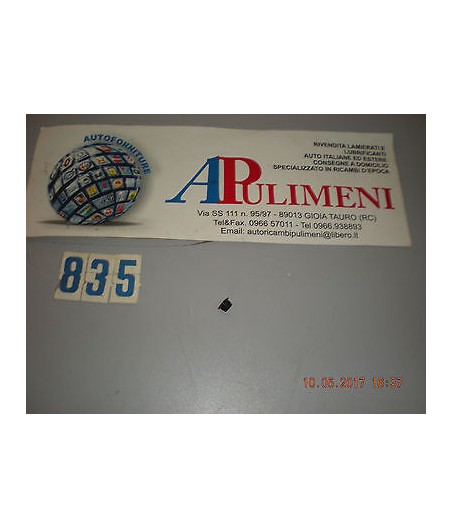 AUTOFORNITURE
RIVENDITA LAMIERATI E
LUBRIFICANTI
AUTO ITALIANE ED ESTERE
CONSEGNE A DOMICILIO
SPECIALIZZATO IN RICAMBI D'EPOCA
APULIMENI
Via SS 111 n. 95/97 - 89013 GIOIA TAURO (RC)
Tel&Fax. 0966 57011 - Tel 0966.938893
Email: autoricambipulimeni@libero.it
835
10.05.2017 16:37